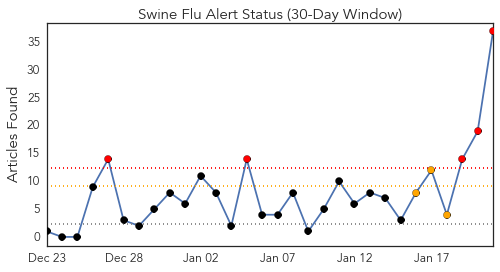 Swine Flu Alert Status (30-Day Window)
Articles Found
35
30
25
20
15
10
5
0
Dec 23 Dec 28 Jan 02 Jan 07 Jan 12 Jan 17